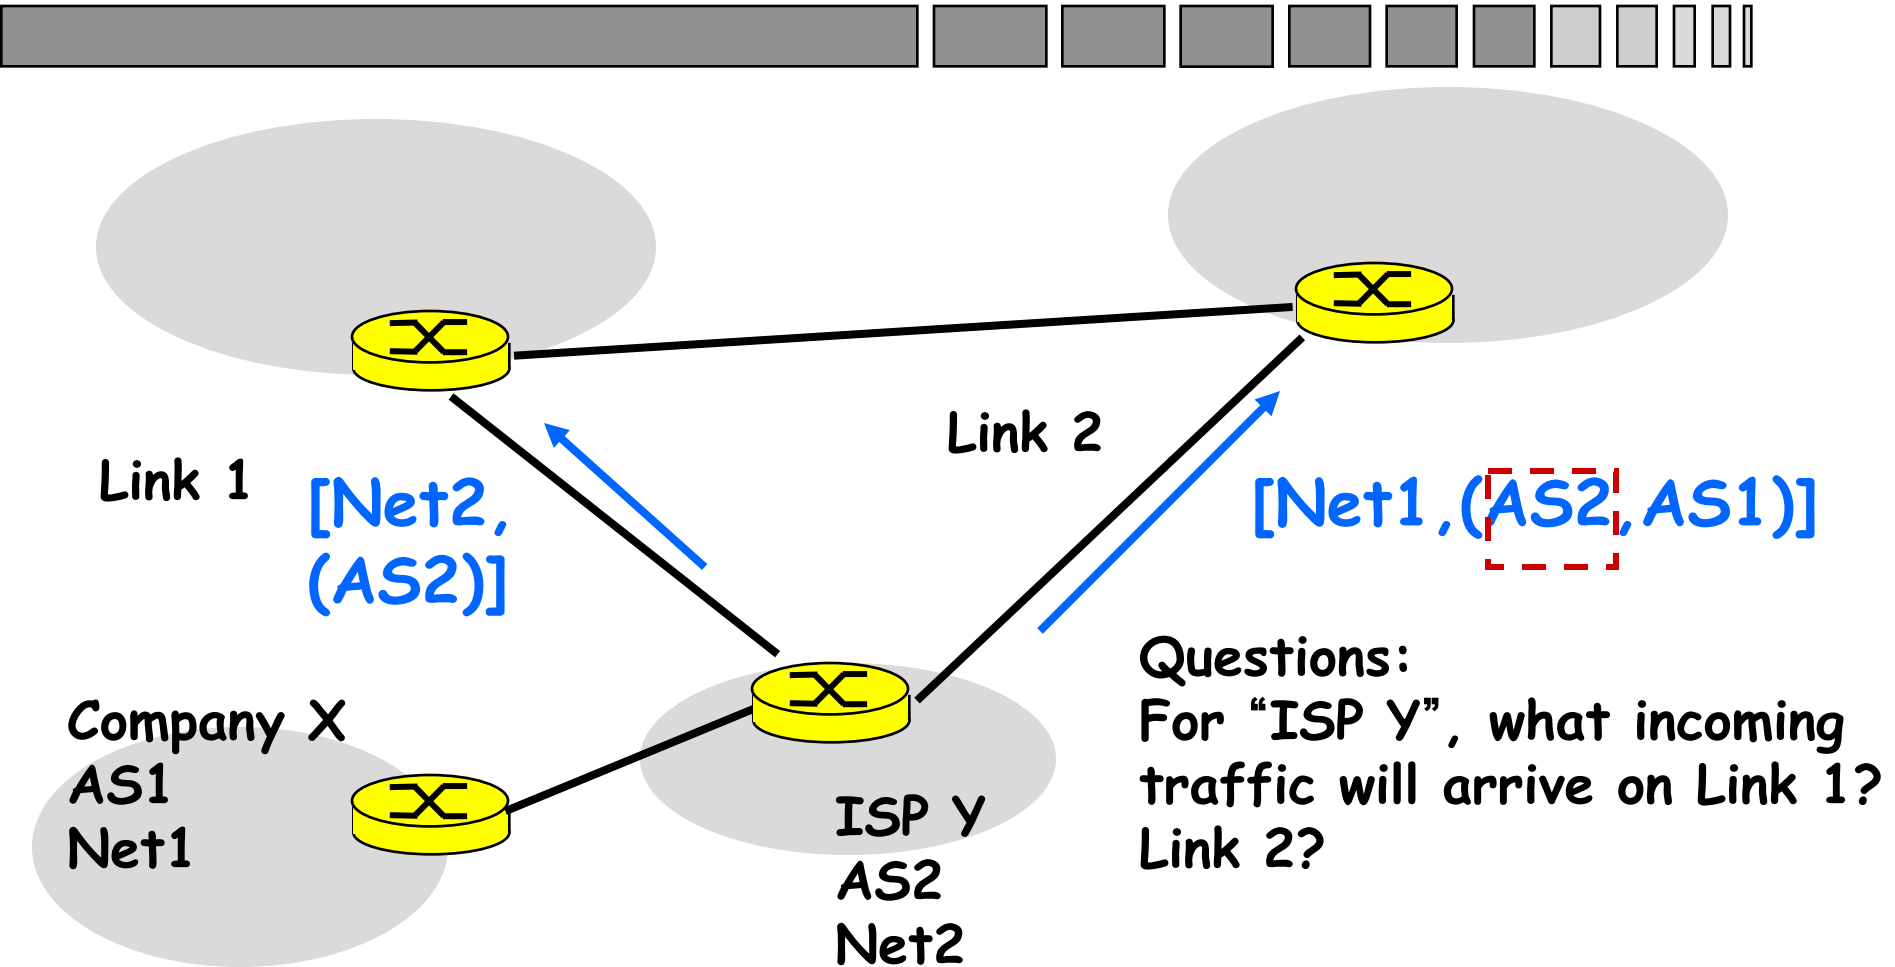 Link 2
Link 1
[Net2,
(AS2)]
[Net1,(AS2,AS1)]
Questions:
For “ISP Y”, what incoming
traffic will arrive on Link 1?
Link 2?
Company X
AS1
Net1
ISP Y
AS2
Net2